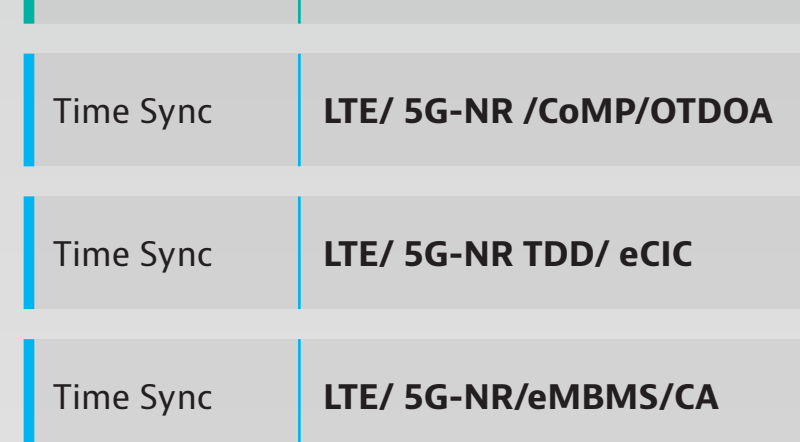 Time Sync LTE/ 5G-NR /CoMP/OTDOA
Time Sync LTE/ 5G-NR TDD/ eCIC
Time Sync LTE/ 5G-NR/eMBMS/CA